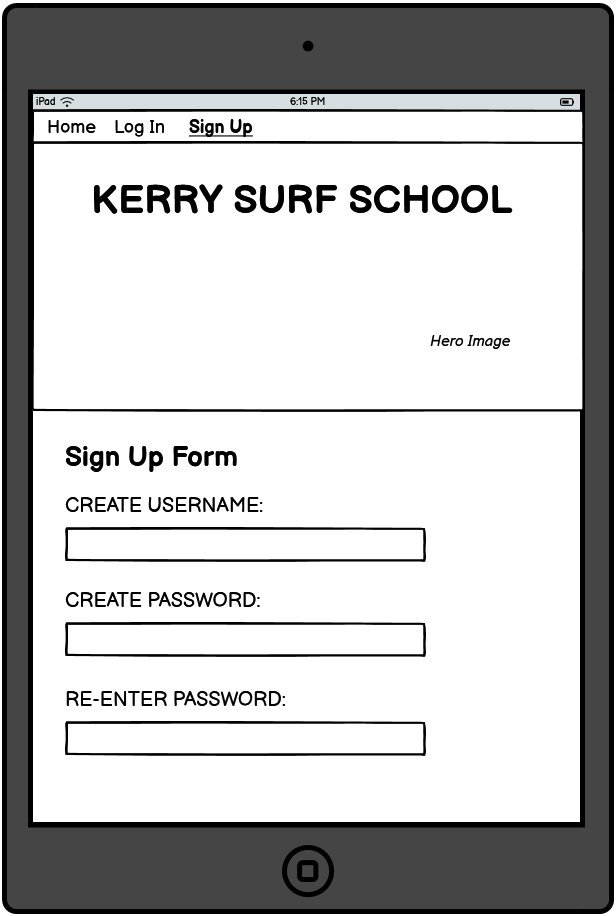 iPad 6:15 PM
Home Log In Sign Up
KERRY SURF SCHOOL
Hero Image
Sign Up Form
CREATE USERNAME:
CREATE PASSWORD:
RE-ENTER PASSWORD: